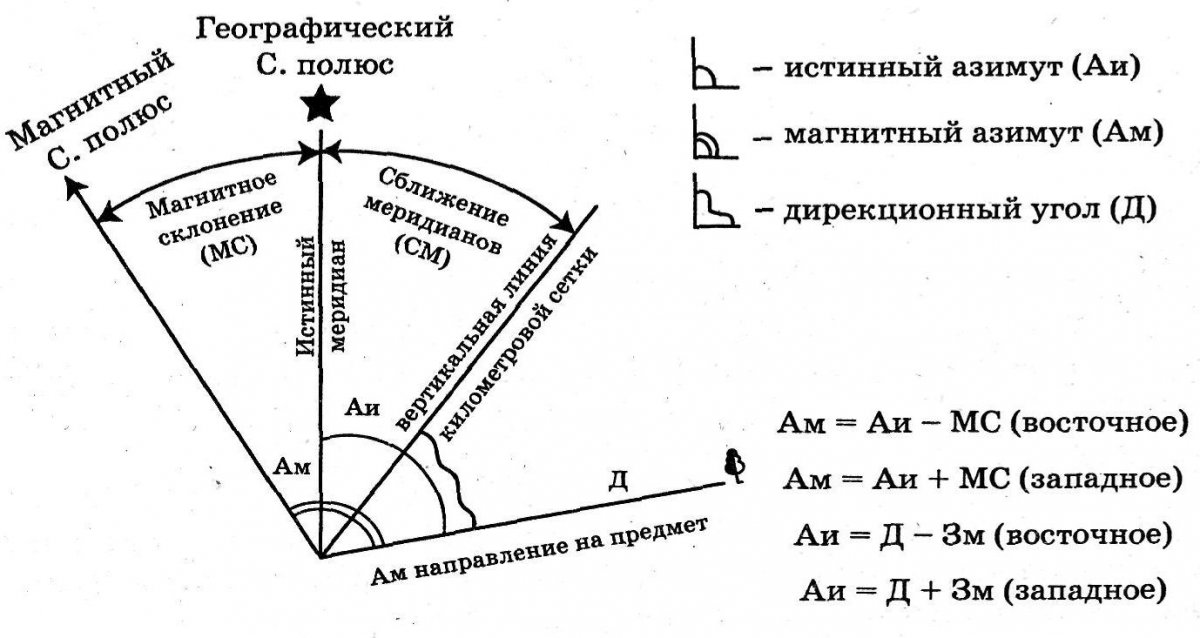 Географический
С. полюс
Магнитный
С. полюс
Магнитное
склонение
(МС)
Сближение
меридианов
(СМ)
Истинный
меридиан
вертикальная линия
километровой сетки
Аи
Ам
Д
Ам направление на предмет
– истинный азимут (Аи)
– магнитный азимут (Ам)
– дирекционный угол (Д)
Ам = Аи – МС (восточное)
Ам = Аи + МС (западное)
Аи = Д – Зм (восточное)
Аи = Д + Зм (западное)